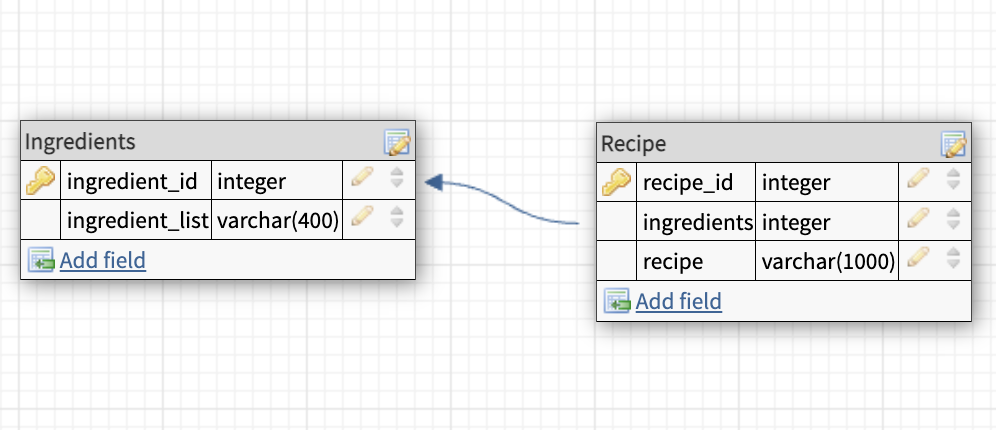 Ingredients
ingredient_id integer
ingredient_list varchar(400)
Add field
Recipe
recipe_id integer
ingredients integer
recipe varchar(1000)
Add field